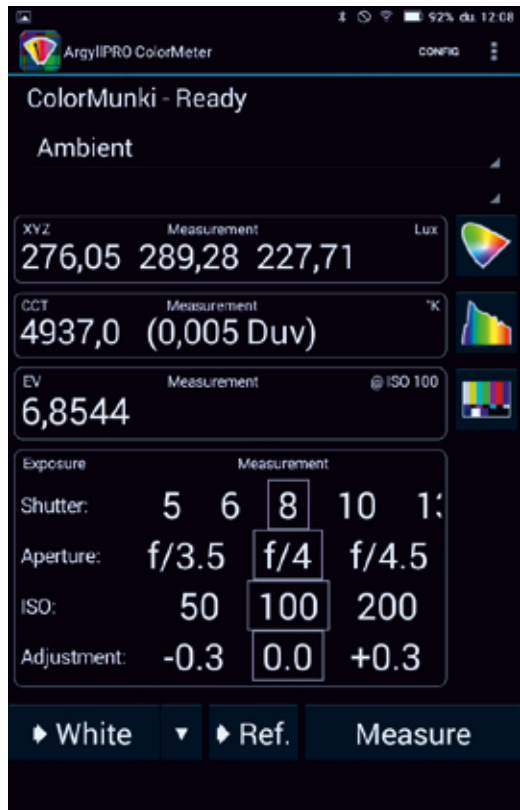 92% du. 12:08
ArgyllPRO ColorMeter CONFIG
ColorMunki - Ready
Ambient
XYZ Measurement Lux
276,05 289,28 227,71
CCT Measurement °K
4937,0 (0,005 Duv)
EV Measurement @ ISO 100
6,8544
Exposure Measurement
Shutter: 5 6 8 10
Aperture: f/3.5 f/4 f/4.5
ISO: 50 100 200
Adjustment: -0.3 0.0 +0.3
White Ref. Measure